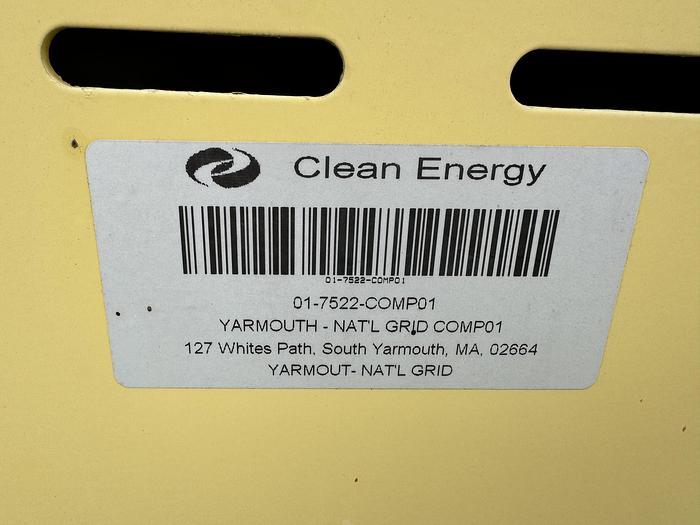 Clean Energy
01-7522-COMP01
01-7522-COMP01
YARMOUTH - NAT'L GRID COMP01
127 Whites Path, South Yarmouth, MA, 02664
YARMOUT- NAT'L GRID